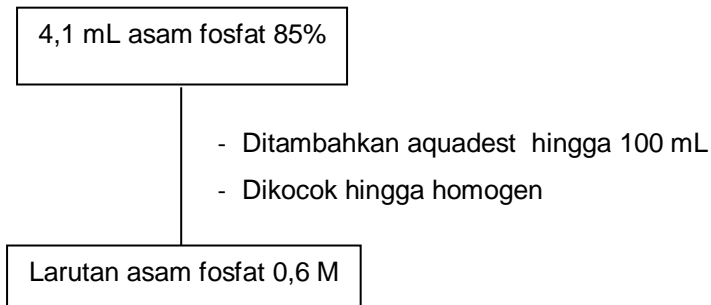 4,1 mL asam fosfat 85%
- Ditambahkan aquadest  hingga 100 mL
- Dikocok hingga homogen
Larutan asam fosfat 0,6 M